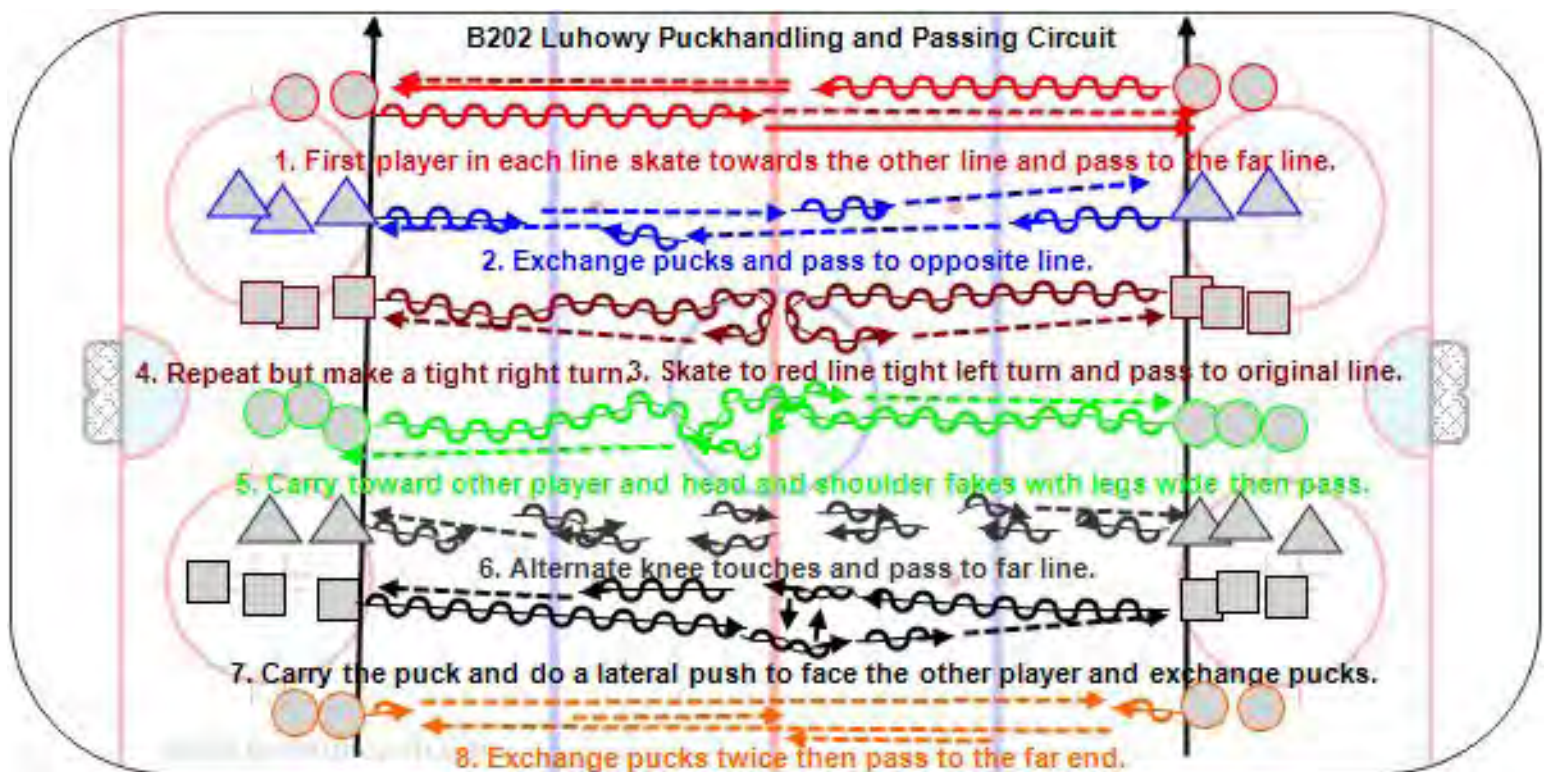 B202 Luhowy Puckhandling and Passing Circuit
1. First player in each line skate towards the other line and pass to the far line.
2. Exchange pucks and pass to opposite line.
4. Repeat but make a tight right turn.
3. Skate to red line tight left turn and pass to original line.
5. Carry toward other player and head and shoulder fakes with legs wide then pass.
6. Alternate knee touches and pass to far line.
7. Carry the puck and do a lateral push to face the other player and exchange pucks.
8. Exchange pucks twice then pass to the far end.